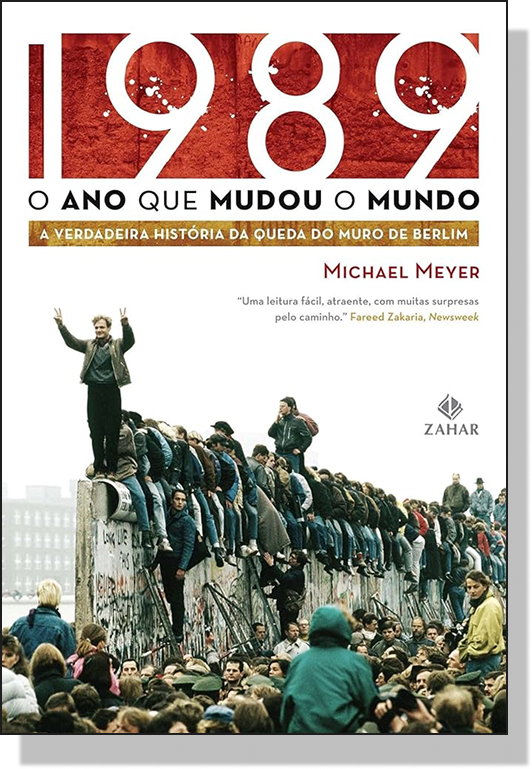 1989
O ANO QUE MUDOU O MUNDO
A VERDADEIRA HISTÓRIA DA QUEDA DO MURO DE BERLIM
MICHAEL MEYER
“Uma leitura fácil, atraente, com muitas surpresas
pelo caminho.” Fareed Zakaria, Newsweek
ZAHAR